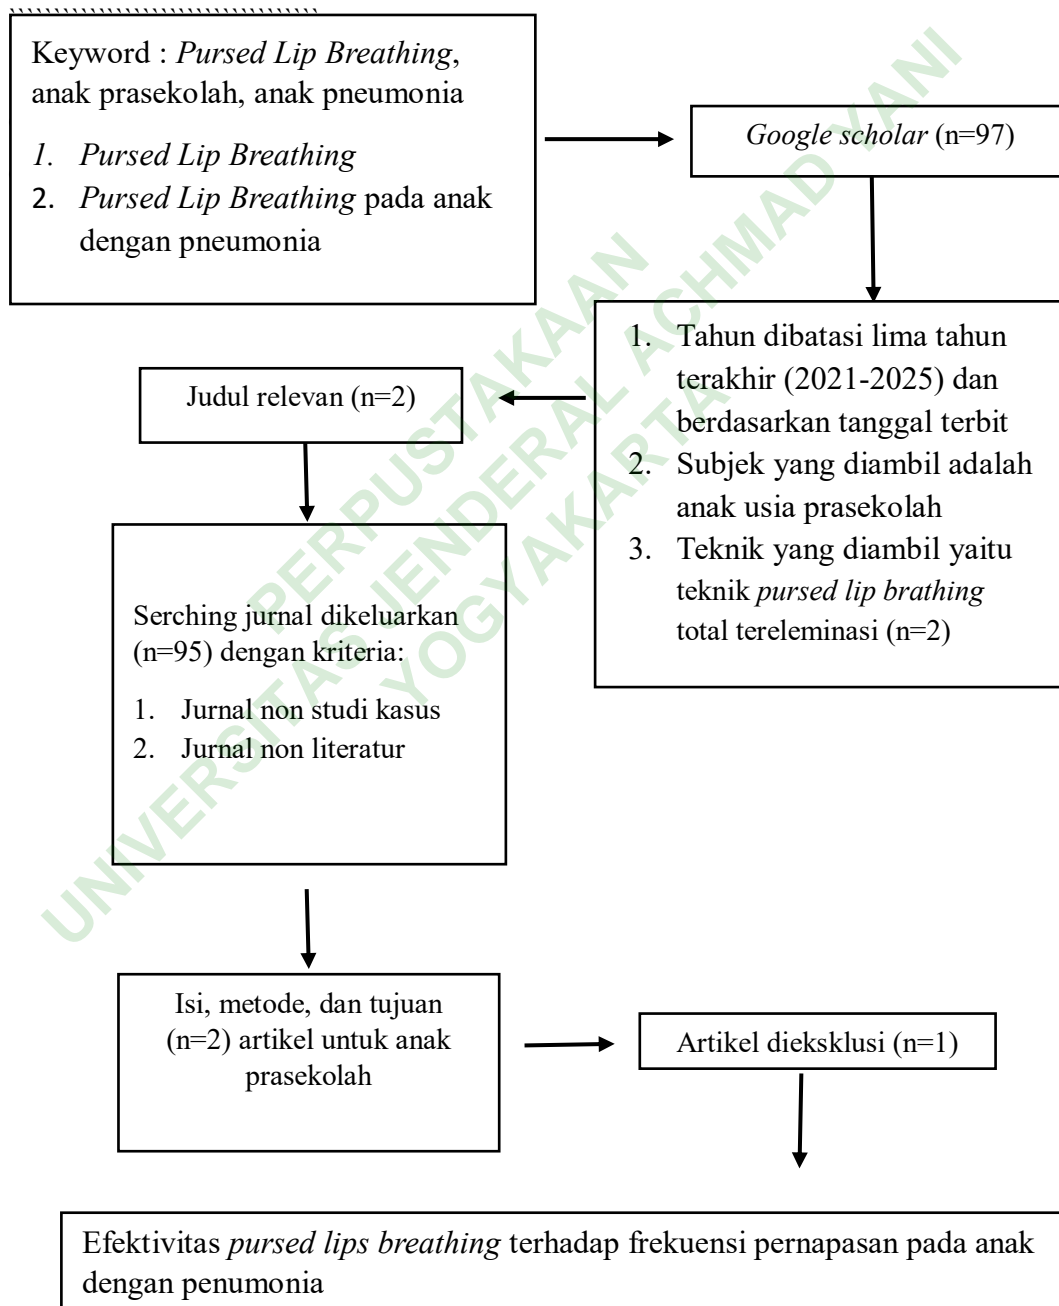 Keyword : Pursed Lip Breathing,
anak prasekolah, anak pneumonia
1. Pursed Lip Breathing
2. Pursed Lip Breathing pada anak
dengan pneumonia
Google scholar (n=97)
1. Tahun dibatasi lima tahun
terakhir (2021-2025) dan
berdasarkan tanggal terbit
2. Subjek yang diambil adalah
anak usia prasekolah
3. Teknik yang diambil yaitu
teknik pursed lip brathing
total tereleminasi (n=2)
Judul relevan (n=2)
Serching jurnal dikeluarkan
(n=95) dengan kriteria:
1. Jurnal non studi kasus
2. Jurnal non literatur
Isi, metode, dan tujuan
(n=2) artikel untuk anak
prasekolah
Artikel dieksklusi (n=1)
Efektivitas pursed lips breathing terhadap frekuensi pernapasan pada anak
dengan penumonia
PERPUSTAKAAN
UNIVERSITAS JENDERAL ACHMAD YANI
YOGYAKARTA